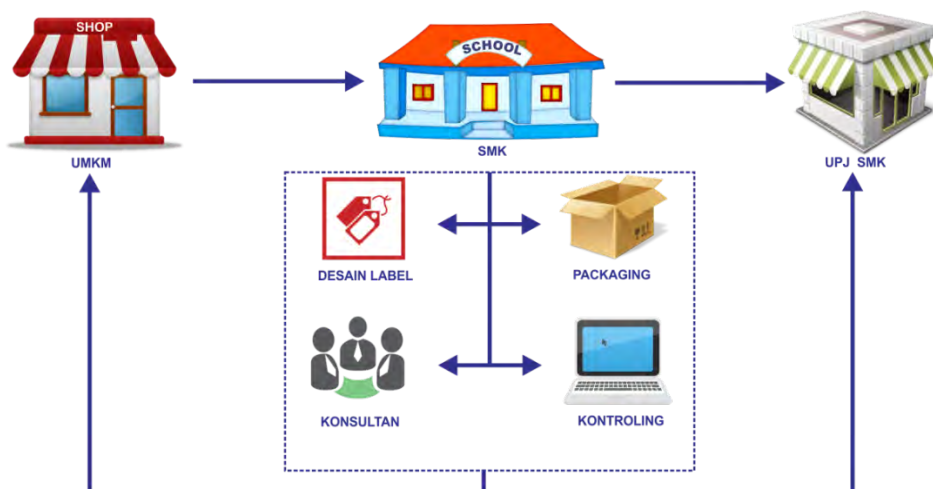 SHOP
SCHOOL
UMKM
SMK
UPJ SMK
DESAIN LABEL
PACKAGING
KONSULTAN
KONTROLING